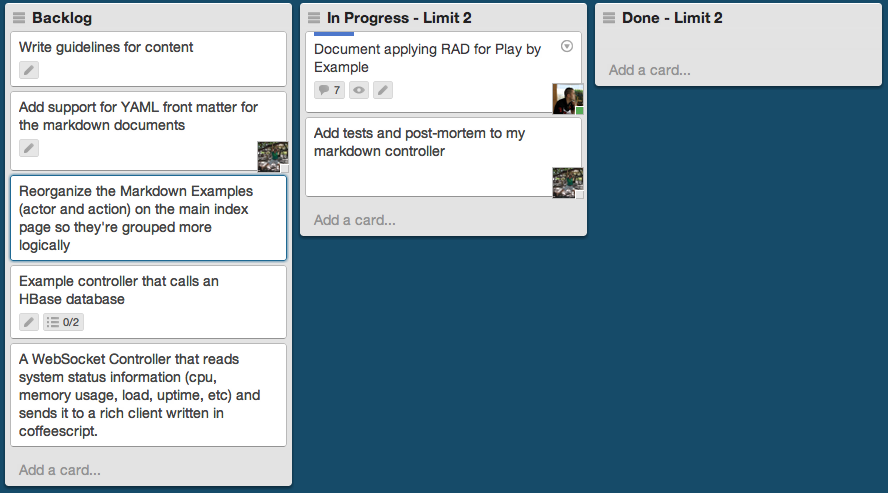 Backlog
Write guidelines for content
Add support for YAML front matter for
the markdown documents
Reorganize the Markdown Examples
(actor and action) on the main index
page so they're grouped more
logically
Example controller that calls an
HBase database
0/2
A WebSocket Controller that reads
system status information (cpu,
memory usage, load, uptime, etc) and
sends it to a rich client written in
coffeescript.
Add a card...
In Progress - Limit 2
Document applying RAD for Play by
Example
7
Add tests and post-mortem to my
markdown controller
Add a card...
Done - Limit 2
Add a card...